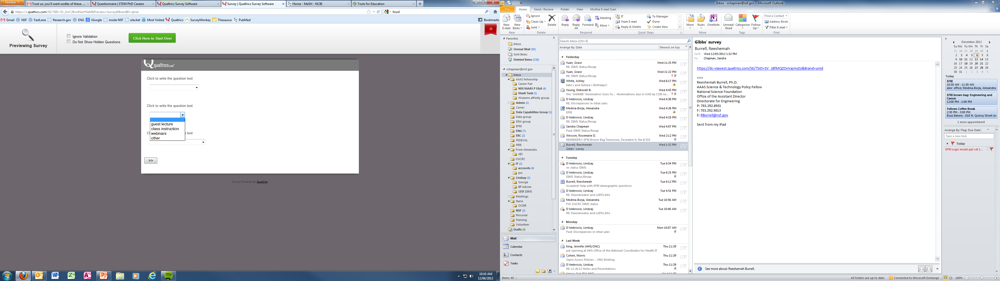 Firefox
Trust us: you'll want oodles of these. ...
Questionnaire | STEM PhD Careers
Qualtrics Survey Software
Survey | Qualtrics Survey Software
Home - MeSH - NCBI
Tools for Education
https://s.qualtrics.com/SE/?SID=SV_3mC28nv6SarHSeN&Preview=Survey&BrandID=qtrial
fossil
Gmail NSF FastLane Research.gov ENG iGoogle inside NSF elacket Most Visited Qualtrics SurveyMonkey Thesaurus PubMed
Bookmarks
Previewing Survey
Ignore Validation
Do Not Show Hidden Questions
Click Here to Start Over
qualtrics.com
Click to write the question text
Click to write the question text
guest lecture
class instruction
webinars
other
n text
>>
Survey Powered By Qualtrics
10:10 AM
12/06/2012
Inbox - schapman@nsf.gov - Microsoft Outlook
File Home Send / Receive Folder View McAfee E-mail Scan
New E-mail
New Items
New
Ignore
Clean Up
Junk
Delete
Delete
Reply
Reply All
Forward
Meeting
More
Respond
IT
Team E-mail
Reply & Delete
To Manager
Done
Create New
Quick Steps
Move
Rules
OneNote
Move
Unread/ Read
Categorize
Follow Up
Tags
Find a Contact
Address Book
Filter E-mail
Find
Favorites
Inbox
Unread Mail (30)
Sent Items
Deleted Items (158)
schapman@nsf.gov
Inbox
AAAS fellowship
Career Fair
NSF/AAAS P E&A (4)
Shark Tank (1)
Womens affinity group
Admin (1)
Career
Data Capabilities Group (1)
Data group
DRA group
EFRI
ENG (7)
ERC (2)
FEDEVAL
FIRE
From Alexandra
AEI
I/UCRC
IT (2)
accounts (4)
pw
Lindsay (2)
George
IIP Adcom
SBIR DIMS
Meetings
Nano
OCNR
NSF (2)
Personal
Training
Volunteer
Drafts [4]
Mail
Calendar
Contacts
Tasks
Items: 40
Search Inbox (Ctrl+E)
Arrange By: Date Newest on top
Yesterday
Yuan, Grace Wed 11:25 PM
RE: DIMS Status/Recap
Yuan, Grace Wed 11:22 PM
RE: DIMS Status/Recap
White, Ashley Wed 6:17 PM
Kate's and Yaihara's Birthdays!!
Young, Deborah B. Wed 4:45 PM
The "SAMMIE" Nomination Goes To... -Nominiations due in OAD by COB ne...
D'Ambrosio, Lindsay Wed 4:38 PM
RE: Discrepancies in intial sales
Medina-Borja, Alexandra Wed 4:26 PM
EFRI
D'Ambrosio, Lindsay Wed 4:18 PM
RE: DIMS Status/Recap
Sandra Chapman Wed 4:07 PM
Fwd: DIMS Status/Recap
Wesson, Rosemarie D. Wed 2:12 PM
REMINDER!!! EFRI Brown Bag Tomorrow, December 6, Rm II-555
Burrell, Reeshemah Wed 1:32 PM
Gibbs' survey
Tuesday
D'Ambrosio, Lindsay Tue 6:54 PM
re: status DIMS
D'Ambrosio, Lindsay Tue 6:25 PM
DIMS Status/Recap
Burrell, Reeshemah Tue 6:12 PM
Accepted: help with EFRI demographic questions
D'Ambrosio, Lindsay Tue 4:51 PM
RE: Dawnbreaker and LARTA Info
Medina-Borja, Alexandra Tue 10:56 AM
FW: I/UCRC DIMS status
D'Ambrosio, Lindsay Tue 10:46 AM
RE: Dawnbreaker and LARTA Info
Monday
D'Ambrosio, Lindsay Mon 10:07 AM
Fwd: Discrepancies in intial sales
Last Week
King, Jennifer (HHS/ONC) Thu 11/29
job opening at HHS Office of the National Coordinator for Health IT
Cohen, Morris Thu 11/29
Open Access Policies -- ENG Briefing
D'Ambrosio, Lindsay Thu 11/29
RE: 11.20.12 Notes and Presentations
Thu 11/29
Gibbs' survey
Burrell, Reeshemah
Sent: Wed 12/05/2012 1:32 PM
To: Chapman, Sandra
https://dc-viawest.qualtrics.com/SE/?SID=SV_cBfMQZOvVajmsDz&Brand=umd
===
Reeshemah Burrell, Ph.D.
AAAS Science & Technology Policy Fellow
National Science Foundation
Office of the Assistant Director
Directorate for Engineering
P: 703.292.8931
F: 703.292.9013
E: RBurrell@nsf.gov
Sent from my iPad
See more about: Reeshemah Burrell.
December 2012
Su Mo Tu We Th Fr Sa
25 26 27 28 29 30 1
2 3 4 5 6 7 8
9 10 11 12 13 14 15
16 17 18 19 20 21 22
23 24 25 26 27 28 29
30 31 1 2 3 4 5
Today
EFRI
10:30 AM - 11:30 AM
alex' office; Medina-Borja, Alexandra
EFRI brown bag: Engineering and Cancer
12:00 PM - 1:00 PM
Fellows Coffee Break
2:30 PM - 3:00 PM
Buzz Bakery - 818 N. Quincy Street (er
1 more appointment
Arrange By: Flag: Due Date
Type a new task
Today
EFRI Logic model ppt sdl 1...
All folders are up to date. Connected to Microsoft Exchange 100%